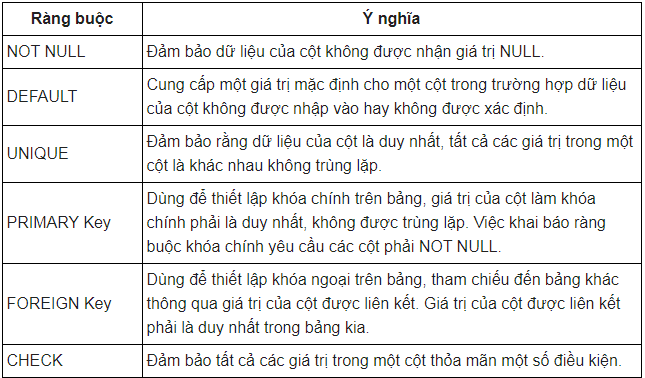 Ràng buộc
Ý nghĩa
NOT NULL
Đảm bảo dữ liệu của cột không được nhận giá trị NULL.
DEFAULT
Cung cấp một giá trị mặc định cho một cột trong trường hợp dữ liệu
của cột không được nhập vào hay không được xác định.
UNIQUE
Đảm bảo rằng dữ liệu của cột là duy nhất, tất cả các giá trị trong một
cột là khác nhau không trùng lặp.
PRIMARY Key
Dùng để thiết lập khóa chính trên bảng, giá trị của cột làm khóa
chính phải là duy nhất, không được trùng lặp. Việc khai báo ràng
buộc khóa chính yêu cầu các cột phải NOT NULL.
FOREIGN Key
Dùng để thiết lập khóa ngoại trên bảng, tham chiếu đến bảng khác
thông qua giá trị của cột được liên kết. Giá trị của cột được liên kết
phải là duy nhất trong bảng kia.
CHECK
Đảm bảo tất cả các giá trị trong một cột thỏa mãn một số điều kiện.